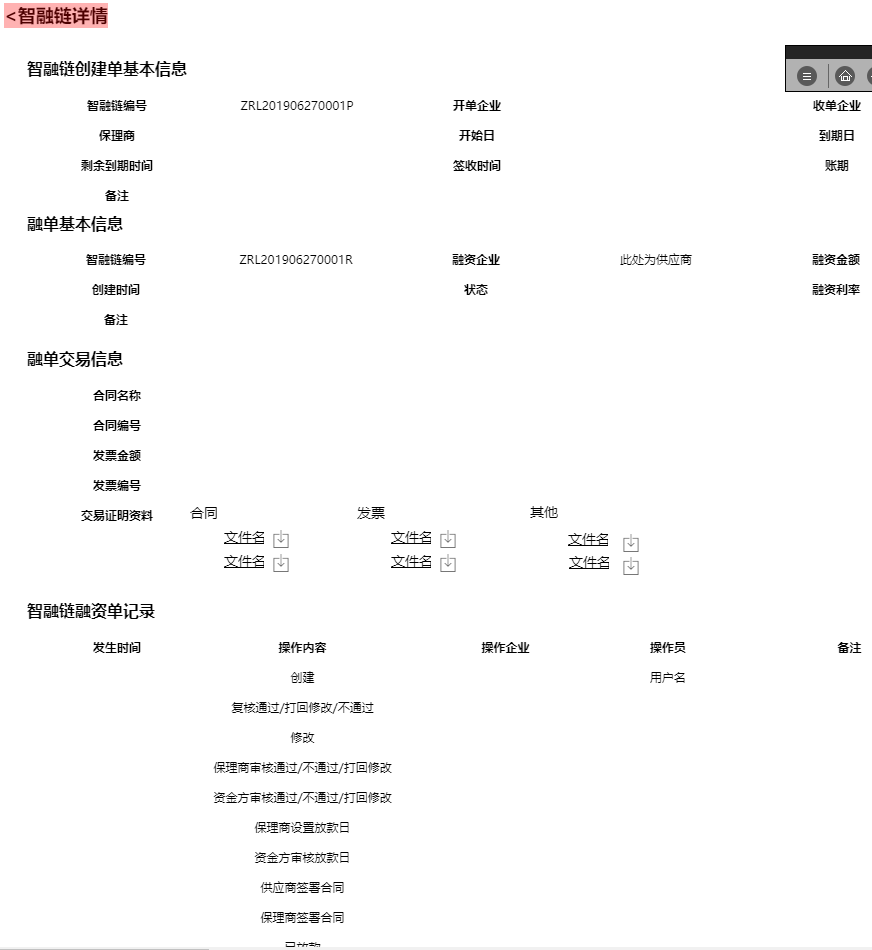 <智融链详情
智融链创建单基本信息
智融链编号 ZRL201906270001P 开单企业 收单企业
保理商 开始日 到期日
剩余到期时间 签收时间 账期
备注
融单基本信息
智融链编号 ZRL201906270001R 融资企业 此处为供应商 融资金额
创建时间 状态 融资利率
备注
融单交易信息
合同名称
合同编号
发票金额
发票编号
交易证明资料 合同 发票 其他
文件名 文件名 文件名
文件名 文件名 文件名
智融链融资单记录
发生时间 操作内容 操作企业 操作员 备注
创建 用户名
复核通过/打回修改/不通过
修改
保理商审核通过/不通过/打回修改
资金方审核通过/不通过/打回修改
保理商设置放款日
资金方审核放款日
供应商签署合同
保理商签署合同
已放款